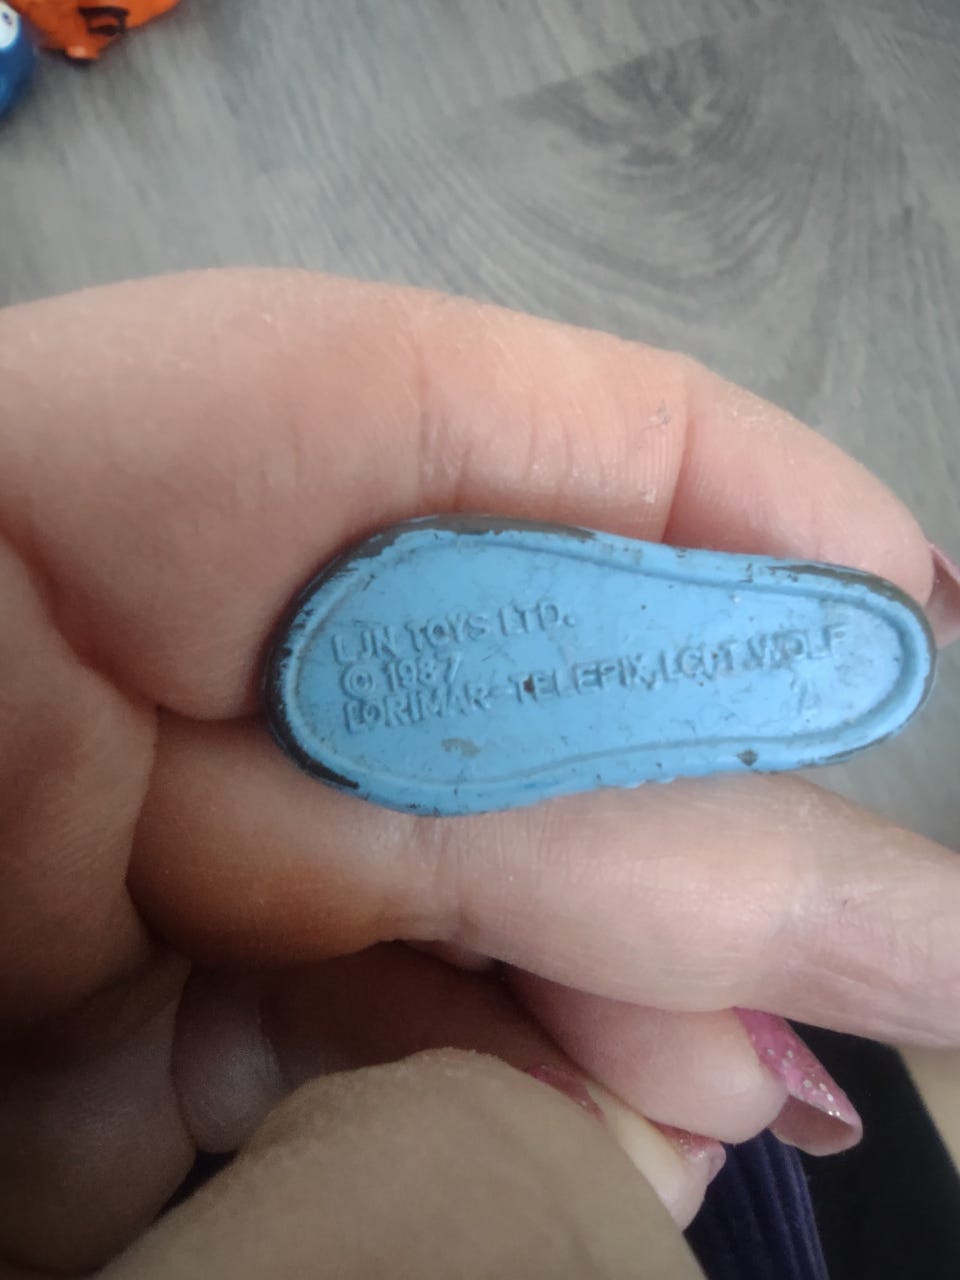 LJN TOYS LTD.
© 1987
LORIMAR-TELEPIX, LCPT, WOLF